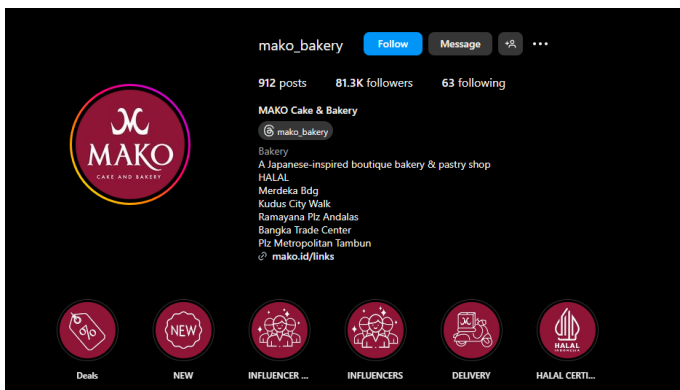 mako_bakery Follow Message
912 posts 81.3K followers 63 following
MAKO Cake & Bakery
mako_bakery
Bakery
A Japanese-inspired boutique bakery & pastry shop
HALAL
Merdeka Bdg
Kudus City Walk
Ramayana Plz Andalas
Bangka Trade Center
Plz Metropolitan Tambun
mako.id/links
MAKO
CAKE AND BAKERY
%
NEW
HALAL
INDONESIA
Deals NEW INFLUENCER ... INFLUENCERS DELIVERY HALAL CERTI...